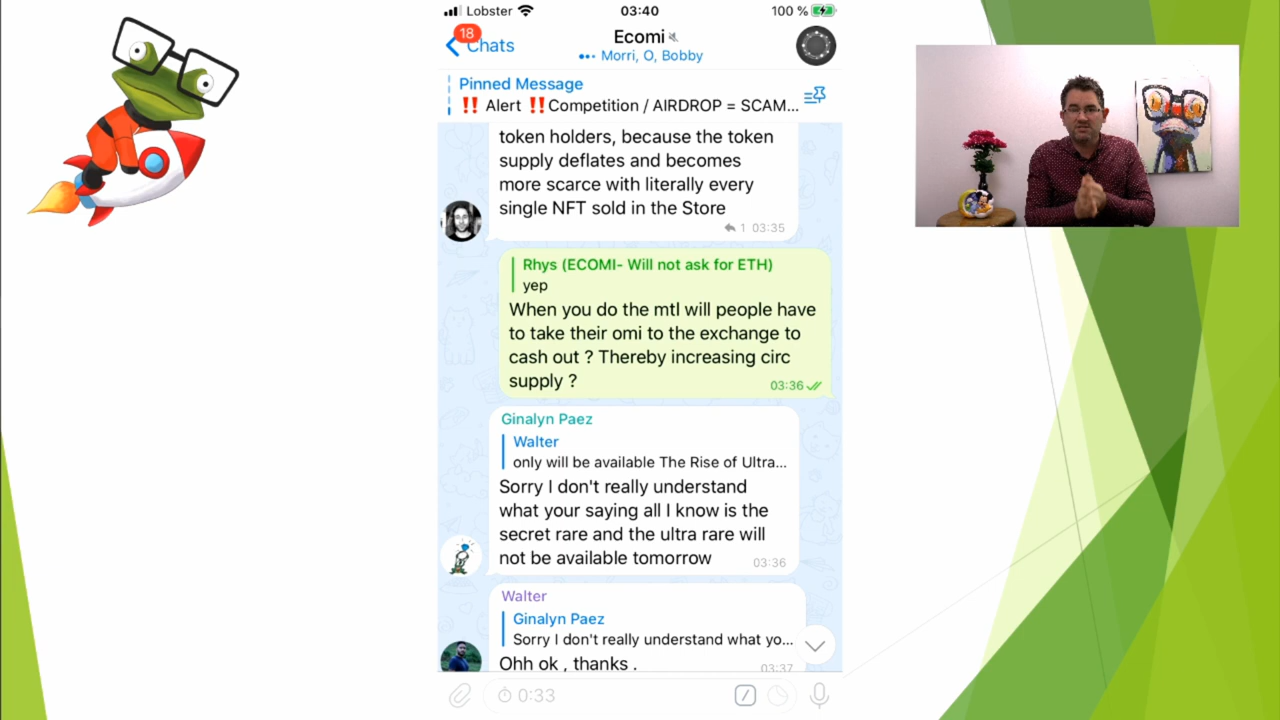 Lobster
03:40
100 %
18
Chats
Ecomi
••• Morri, O, Bobby
Pinned Message
‼️ Alert ‼️Competition / AIRDROP = SCAM...
token holders, because the token
supply deflates and becomes
more scarce with literally every
single NFT sold in the Store
1 03:35
Rhys (ECOMI- Will not ask for ETH)
yep
When you do the mtl will people have
to take their omi to the exchange to
cash out ? Thereby increasing circ
supply ?
03:36
Ginalyn Paez
Walter
only will be available The Rise of Ultra...
Sorry I don't really understand
what your saying all I know is the
secret rare and the ultra rare will
not be available tomorrow
03:36
Walter
Ginalyn Paez
Sorry I don't really understand what yo...
Ohh ok , thanks .
03:37
0:33